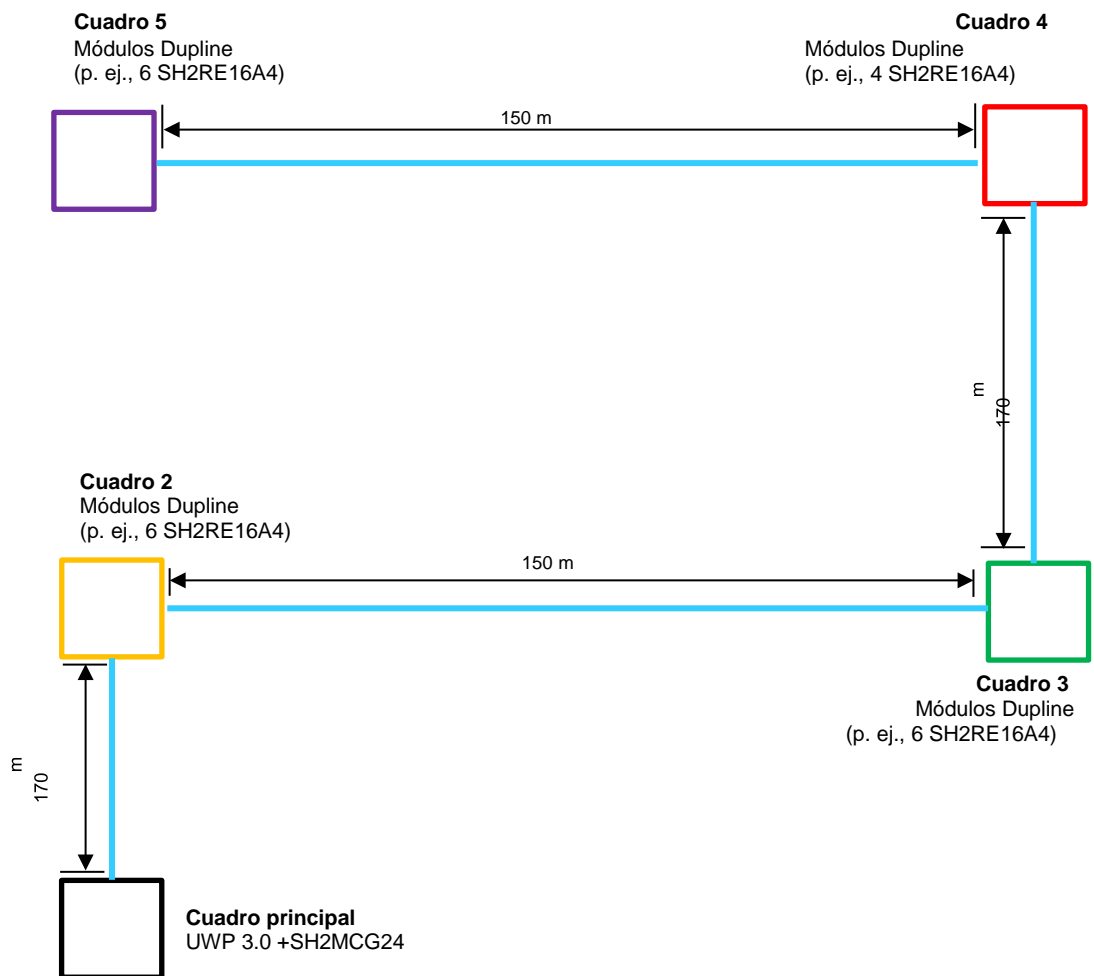 Cuadro 5
Módulos Dupline
(p. ej., 6 SH2RE16A4)
Cuadro 4
Módulos Dupline
(p. ej., 4 SH2RE16A4)
150 m
m
170
Cuadro 2
Módulos Dupline
(p. ej., 6 SH2RE16A4)
150 m
Cuadro 3
Módulos Dupline
(p. ej., 6 SH2RE16A4)
m
170
Cuadro principal
UWP 3.0 +SH2MCG24